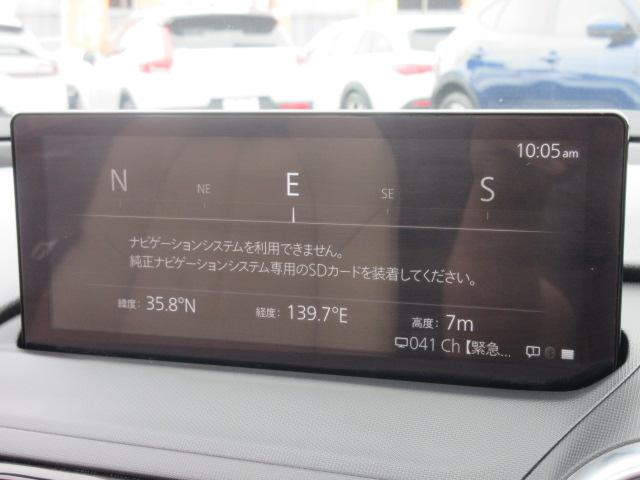 10:05 am
N NE E SE S
ナビゲーションシステムを利用できません。
純正ナビゲーションシステム専用のSDカードを装着してください。
緯度: 35.8°N 経度: 139.7°E 高度: 7m
041 Ch【緊急...